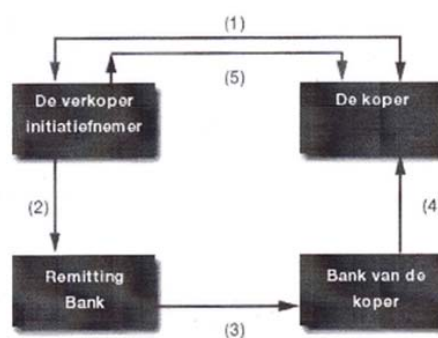 (1)
(5)
De verkoper
initiatiefnemer
De koper
(2)
(4
Remitting
Bank
Bank van de
koper
(3)